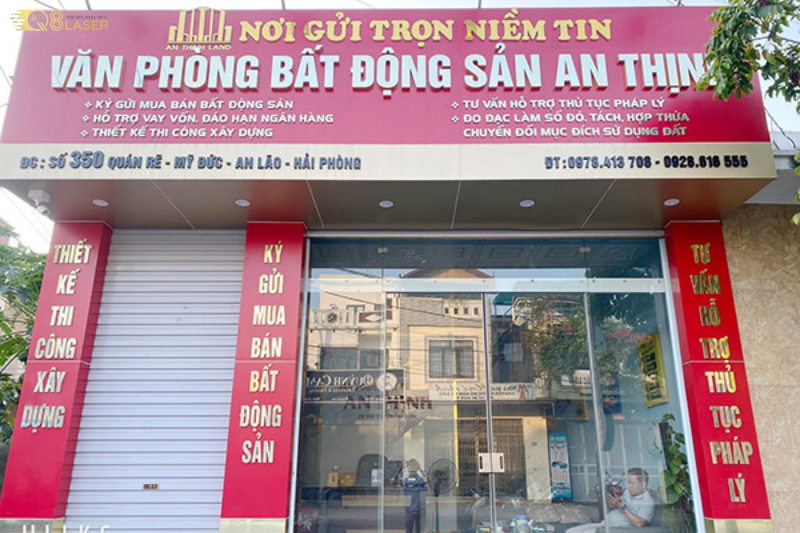 Q8 LASER
AN THỊNH LAND
NƠI GỬI TRỌN NIỀM TIN
VĂN PHÒNG BẤT ĐỘNG SẢN AN THỊN
KÝ GỬI MUA BÁN BẤT ĐỘNG SẢN
HỖ TRỢ VAY VỐN, ĐÁO HẠN NGÂN HÀNG
THIẾT KẾ THI CÔNG XÂY DỰNG
TƯ VẤN HỖ TRỢ THỦ TỤC PHÁP LÝ
ĐO ĐẠC LÀM SỔ ĐỎ, TÁCH, HỢP THỬA
CHUYỂN ĐỔI MỤC ĐÍCH SỬ DỤNG ĐẤT
ĐC : SỐ 350 QUÁN RẼ - MỸ ĐỨC - AN LÃO - HẢI PHÒNG
ĐT:0978.413 708 - 0928.616 555
THIẾT
KẾ
THI
CÔNG
XÂY
DỰNG
KÝ
GỬI
MUA
BÁN
BẤT
ĐỘNG
SẢN
TƯ
VẤN
HỖ
TRỢ
THỦ
TỤC
PHÁP
LÝ
QUỲNH CAM
AN THỊNH